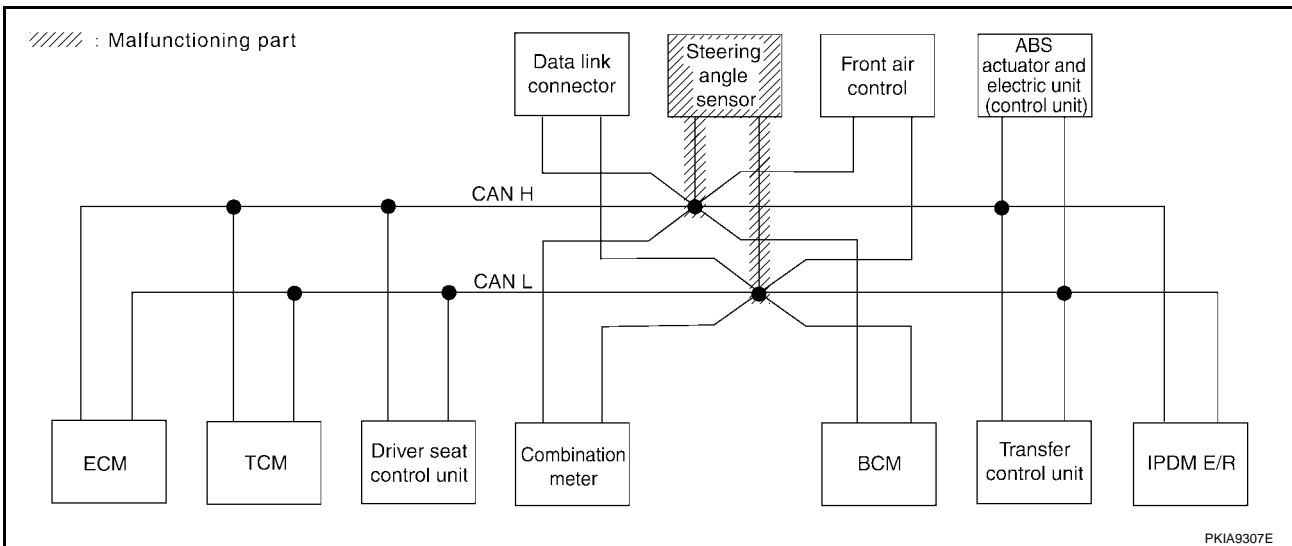 : Malfunctioning part
Data link
connector
Steering
angle
sensor
Front air
control
ABS
actuator and
electric unit
(control unit)
CAN H
CAN L
ECM
TCM
Driver seat
control unit
Combination
meter
BCM
Transfer
control unit
IPDM E/R
PKIA9307E